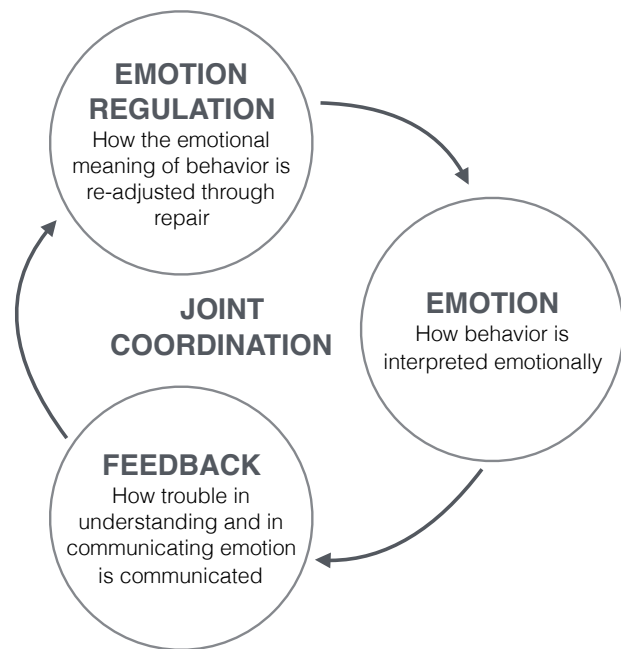 EMOTION
REGULATION
How the emotional
meaning of behavior is
re-adjusted through
repair
EMOTION
How behavior is
interpreted emotionally
JOINT
COORDINATION
FEEDBACK
How trouble in
understanding and in
communicating emotion
is communicated